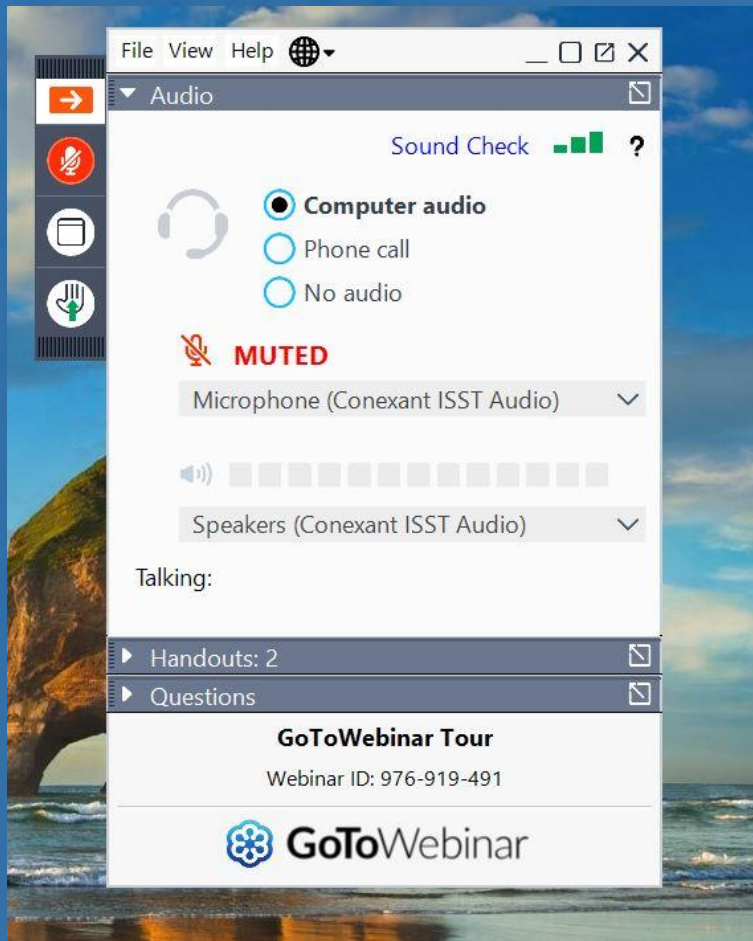 File View Help
Audio
Sound Check ?
Computer audio
Phone call
No audio
MUTED
Microphone (Conexant ISST Audio)
Speakers (Conexant ISST Audio)
Talking:
Handouts: 2
Questions
GoToWebinar Tour
Webinar ID: 976-919-491
GoToWebinar